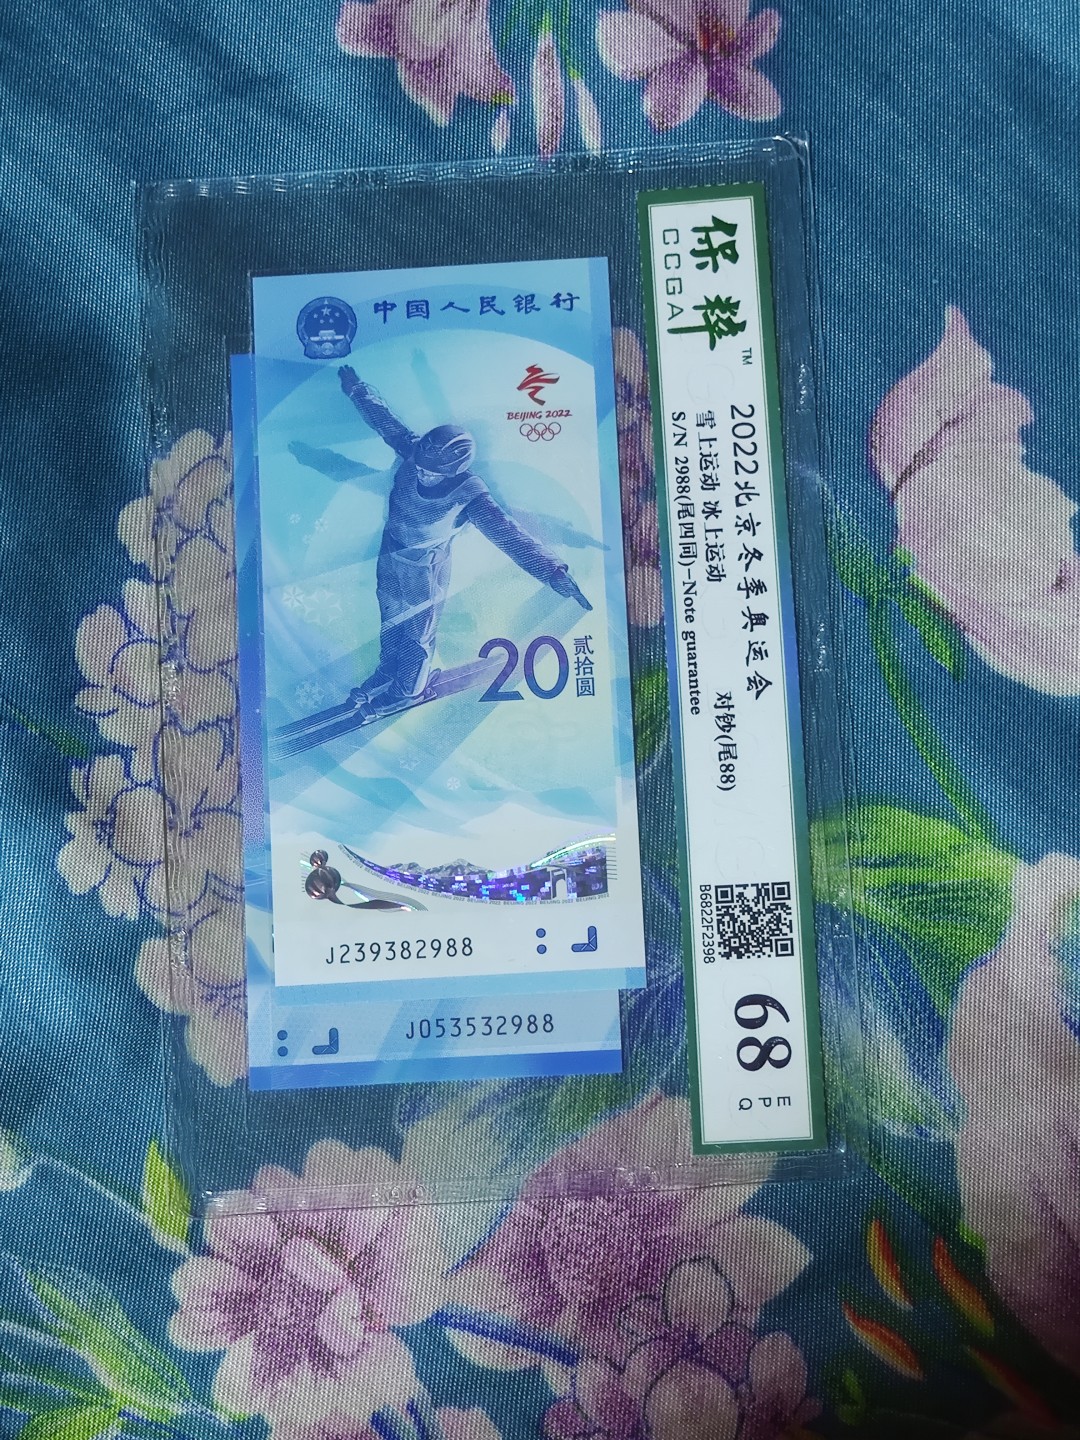 中国人民银行
BEIJING 2022
20 贰拾圆
J239382988
J053532988
保粹 TM
CCGA
2022北京冬季奥运会
雪上运动 冰上运动 对钞(尾88)
S/N 2988(尾四同)-Note guarantee
B6822F2398
68
EPQ